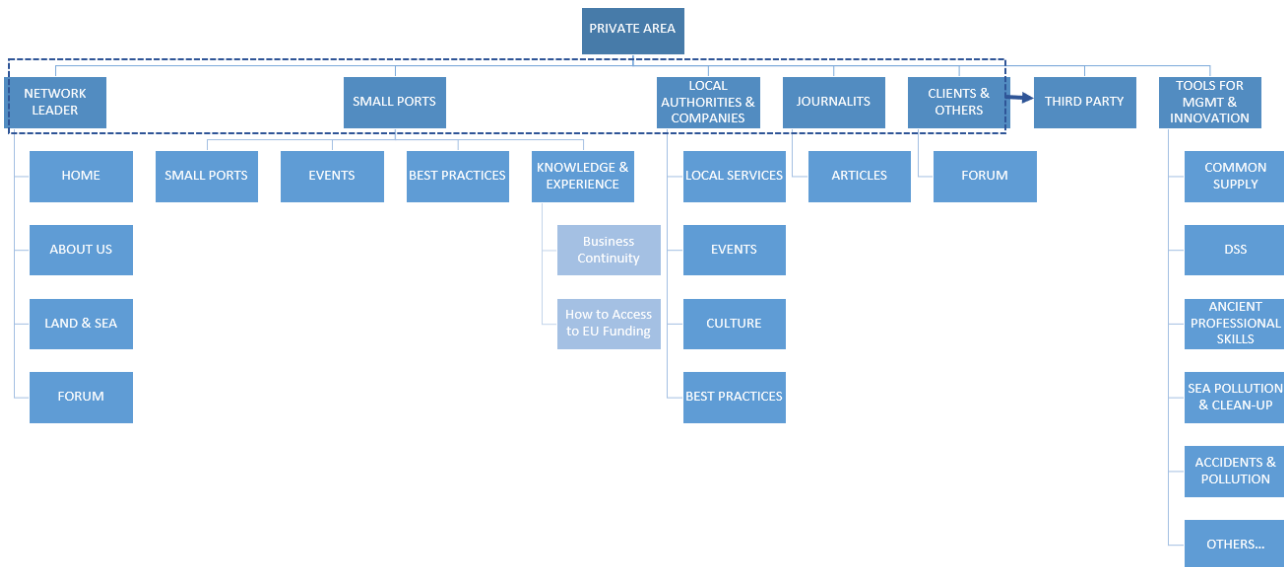 PRIVATE AREA
NETWORK
LEADER
SMALL PORTS
LOCAL
AUTHORITIES &
COMPANIES
JOURNALITS
CLIENTS &
OTHERS
THIRD PARTY
TOOLS FOR
MGMT &
INNOVATION
HOME
SMALL PORTS
EVENTS
BEST PRACTICES
KNOWLEDGE &
EXPERIENCE
LOCAL SERVICES
ARTICLES
FORUM
COMMON
SUPPLY
ABOUT US
Business
Continuity
EVENTS
DSS
LAND & SEA
How to Access
to EU Funding
CULTURE
ANCIENT
PROFESSIONAL
SKILLS
FORUM
BEST PRACTICES
SEA POLLUTION
& CLEAN-UP
ACCIDENTS &
POLLUTION
OTHERS...